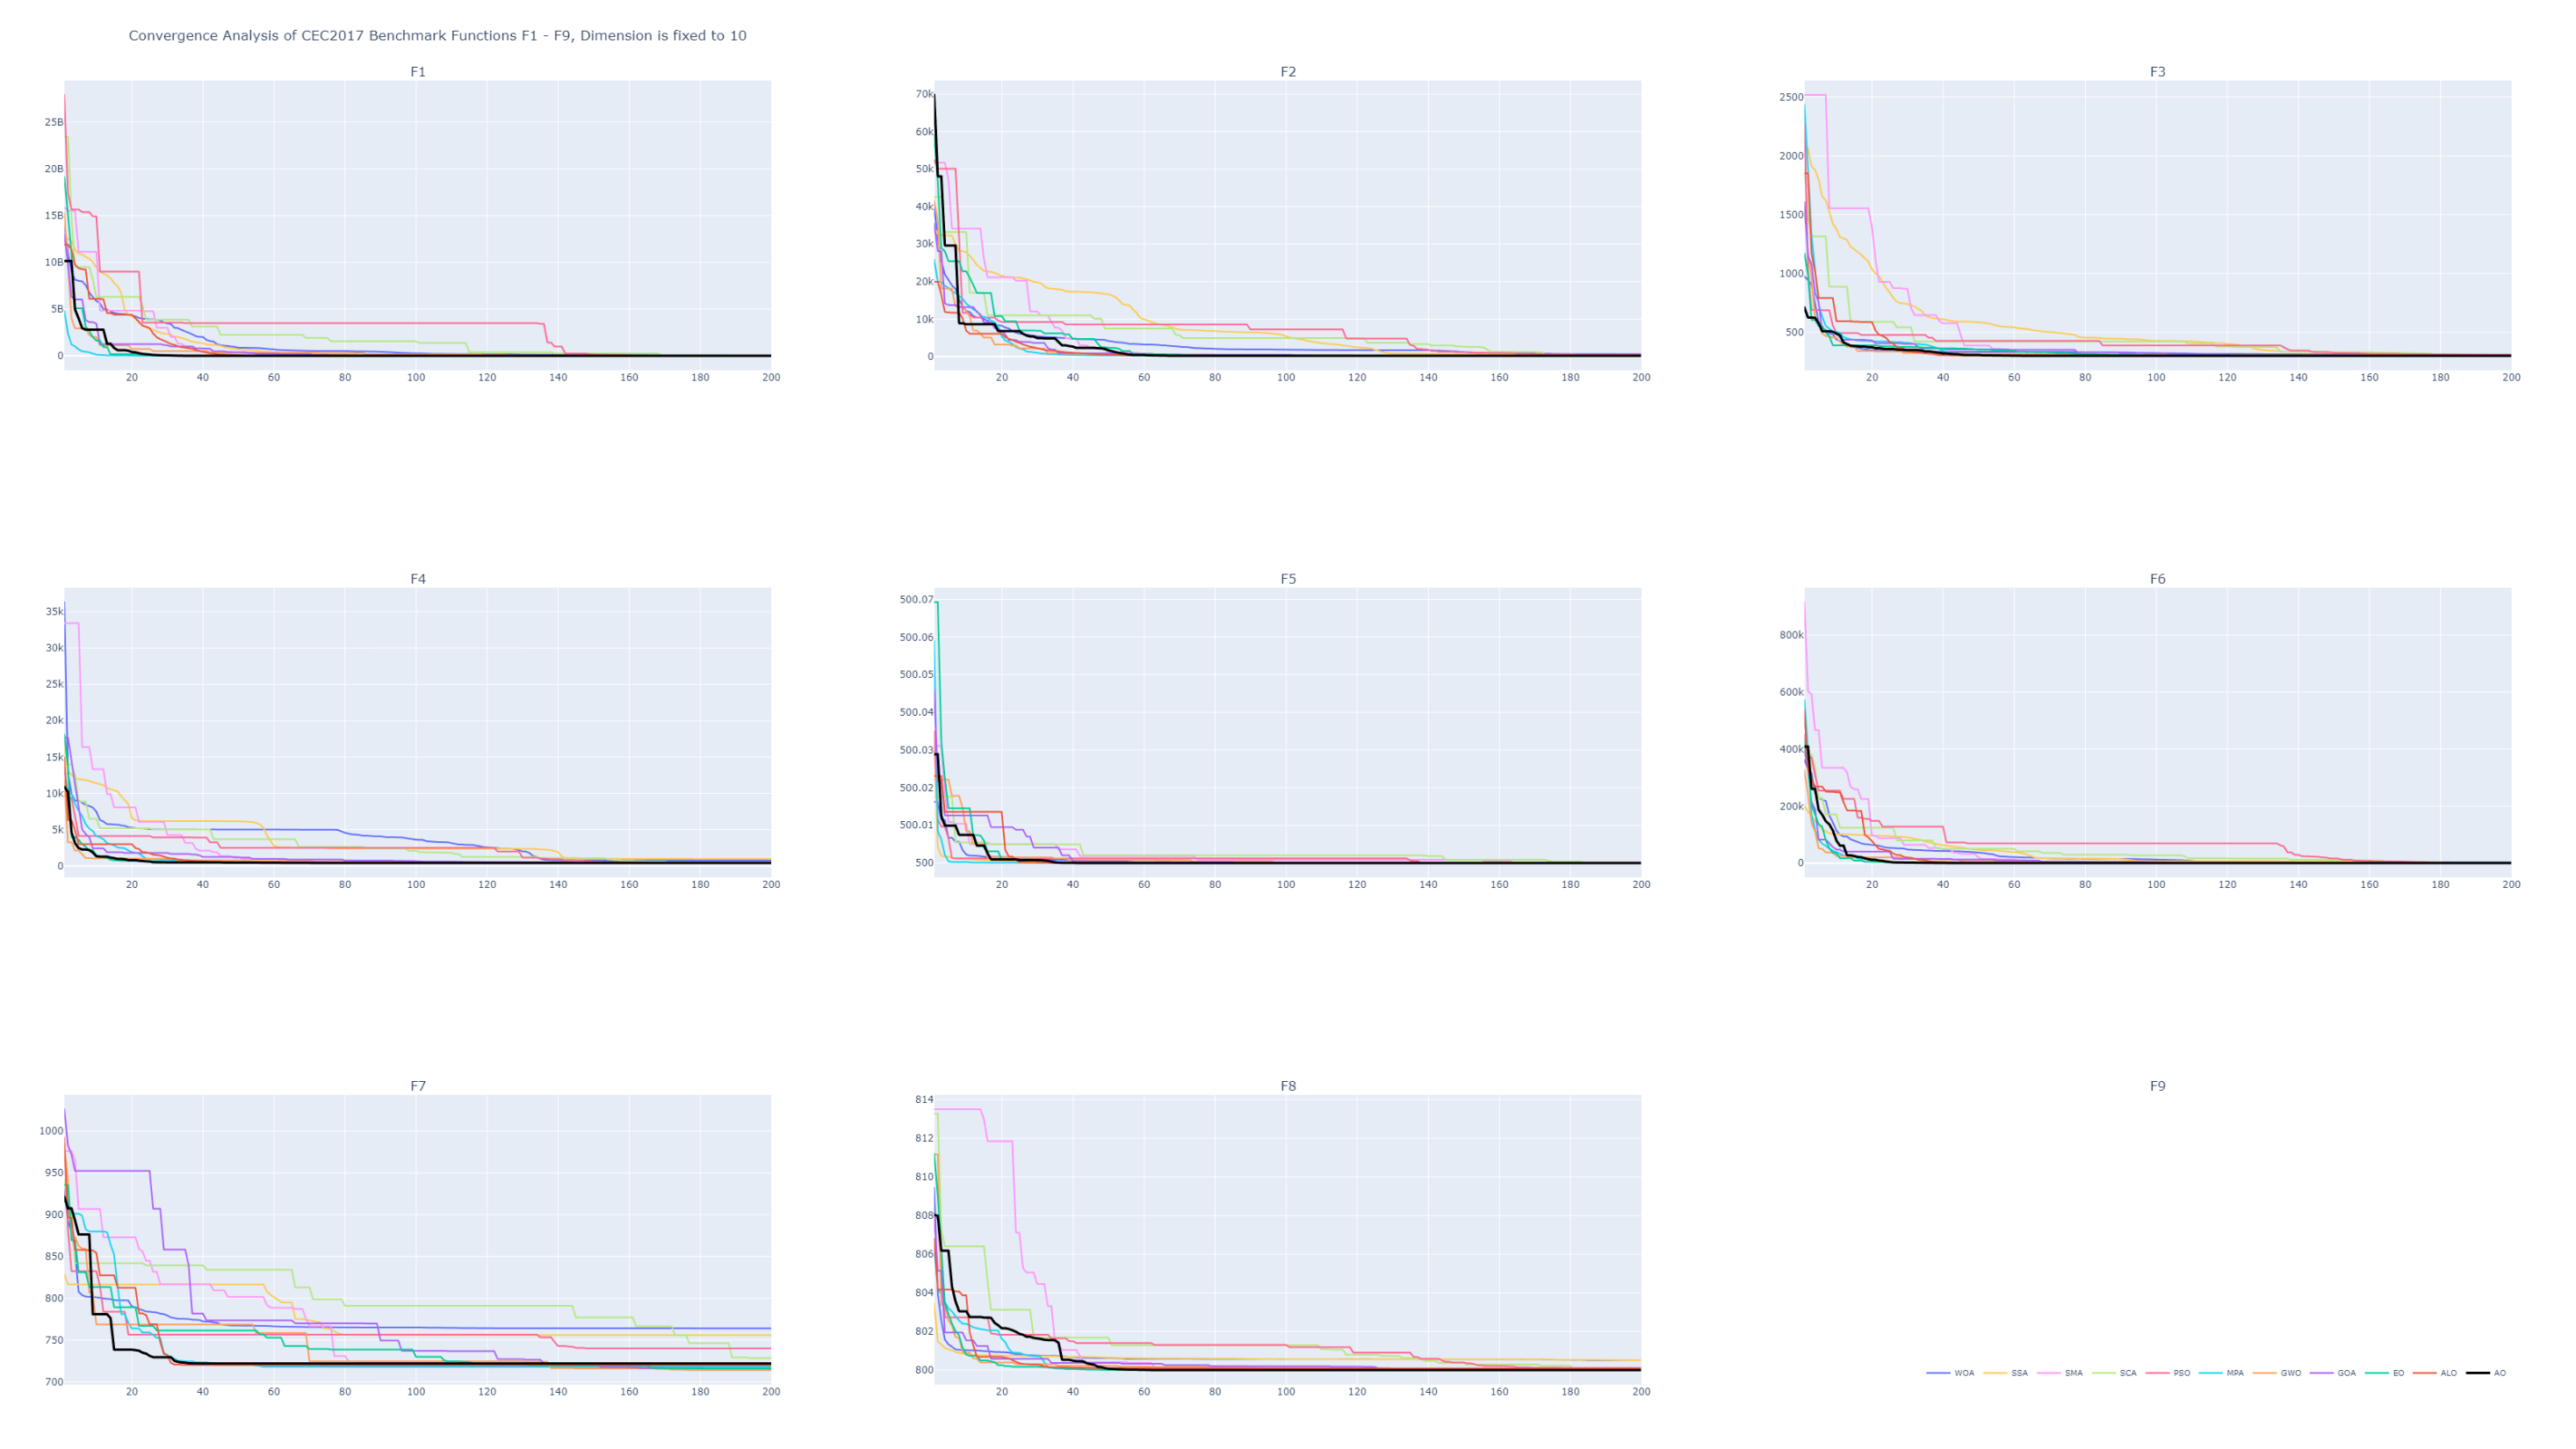 Convergence Analysis of CEC2017 Benchmark Functions F1 - F9, Dimension is fixed to 10
F1
25B
20B
15B
10B
5B
0
20 40 60 80 100 120 140 160 180 200
F2
70k
60k
50k
40k
30k
20k
10k
0
20 40 60 80 100 120 140 160 180 200
F3
2500
2000
1500
1000
500
20 40 60 80 100 120 140 160 180 200
F4
35k
30k
25k
20k
15k
10k
5k
0
20 40 60 80 100 120 140 160 180 200
F5
500.07
500.06
500.05
500.04
500.03
500.02
500.01
500
20 40 60 80 100 120 140 160 180 200
F6
800k
600k
400k
200k
0
20 40 60 80 100 120 140 160 180 200
F7
1000
950
900
850
800
750
700
20 40 60 80 100 120 140 160 180 200
F8
814
812
810
808
806
804
802
800
20 40 60 80 100 120 140 160 180 200
F9
WOA SSA SMA SCA PSO MPA GWO GOA EO ALO AO